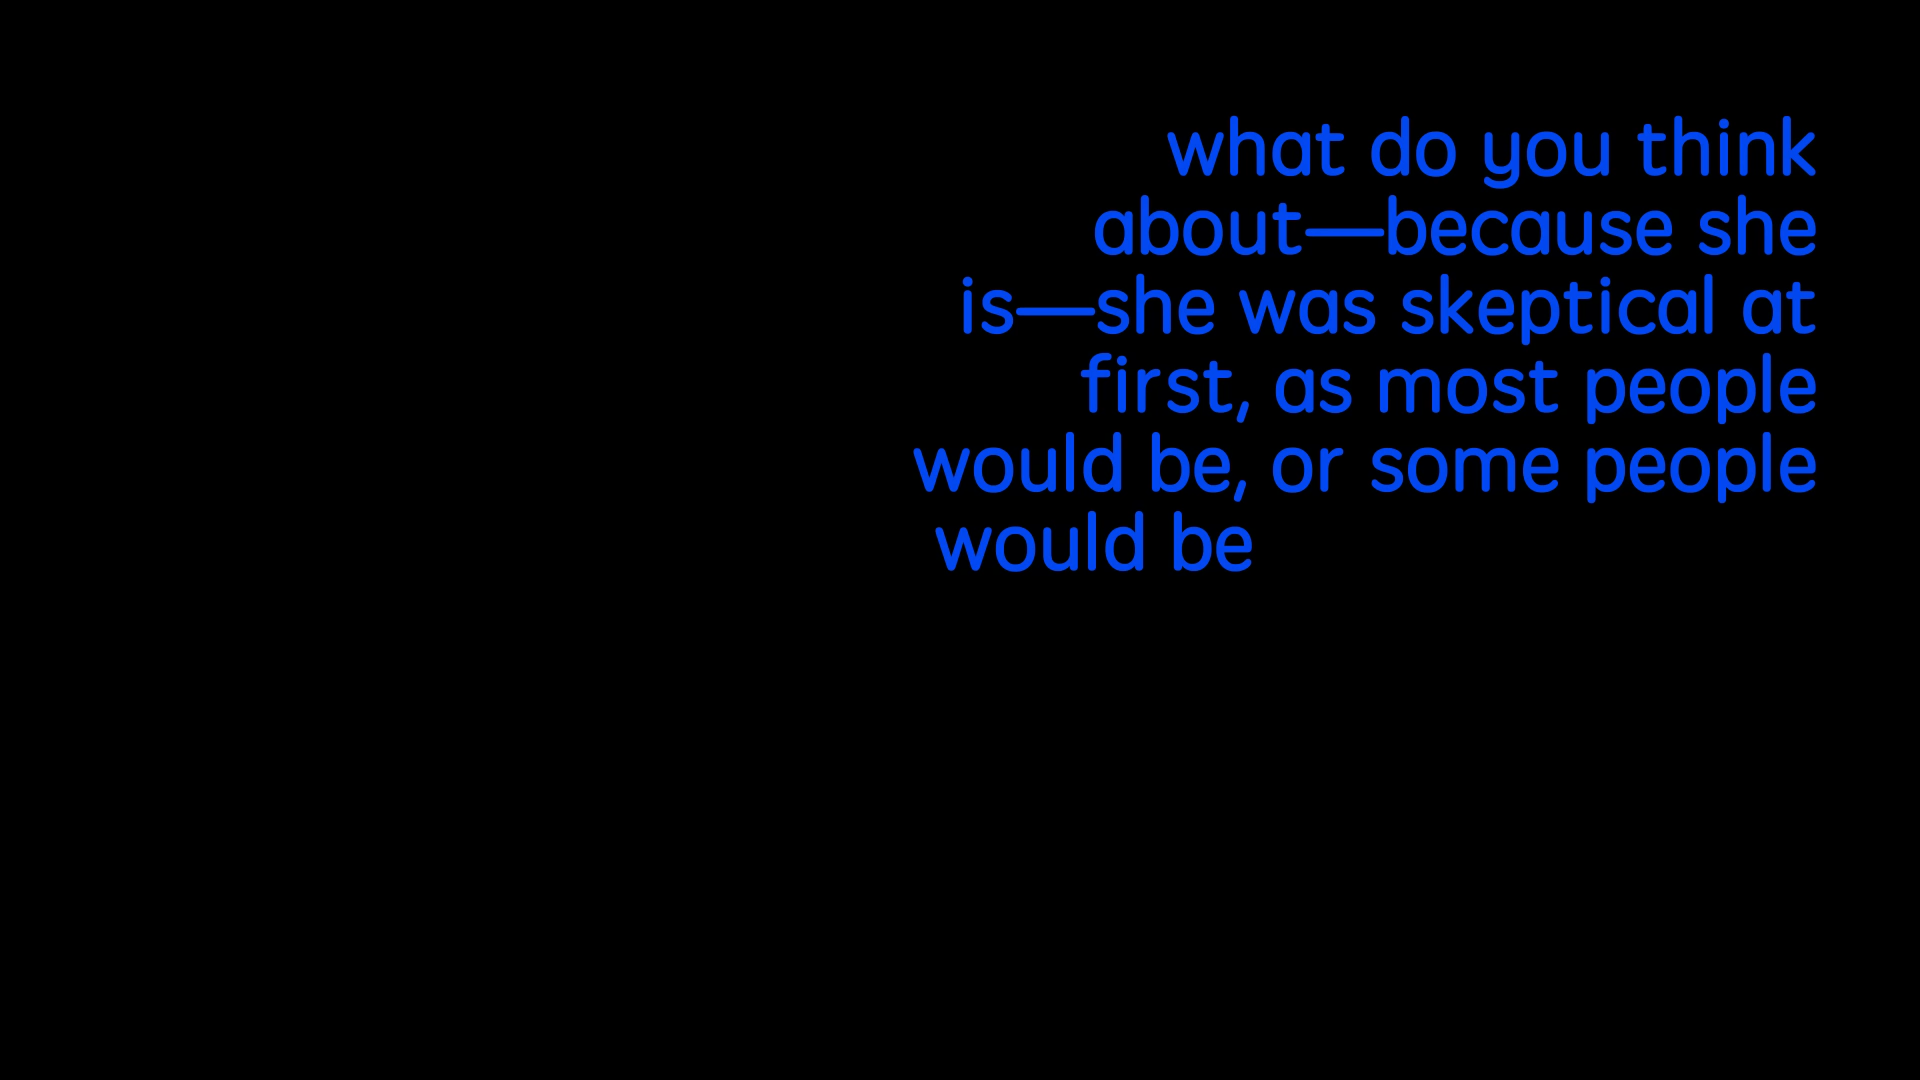 what do you think
about—because she
is—she was skeptical at
first, as most people
would be, or some people
would be